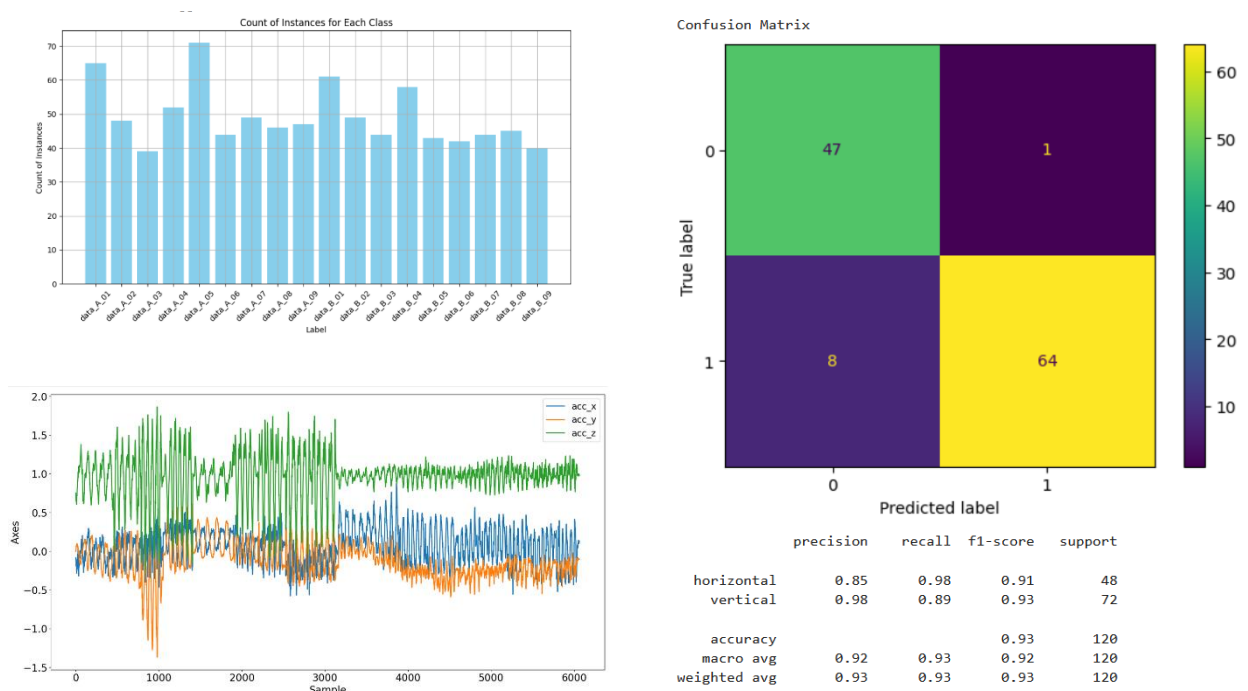 Count of Instances for Each Class
Count of Instances
70
60
50
40
30
20
10
0
data_A_01
data_A_02
data_A_03
data_A_04
data_A_05
data_A_06
data_A_07
data_A_08
data_A_09
data_B_01
data_B_02
data_B_03
data_B_04
data_B_05
data_B_06
data_B_07
data_B_08
data_B_09
Label
2.0
1.5
1.0
0.5
0.0
−0.5
−1.0
−1.5
Axes
acc_x
acc_y
acc_z
0 1000 2000 3000 4000 5000 6000
Sample
Confusion Matrix
True label
0
1
47 1
8 64
0 1
Predicted label
60
50
40
30
20
10
precision recall f1-score support
horizontal 0.85 0.98 0.91 48
vertical 0.98 0.89 0.93 72
accuracy 0.93 120
macro avg 0.92 0.93 0.92 120
weighted avg 0.93 0.93 0.93 120